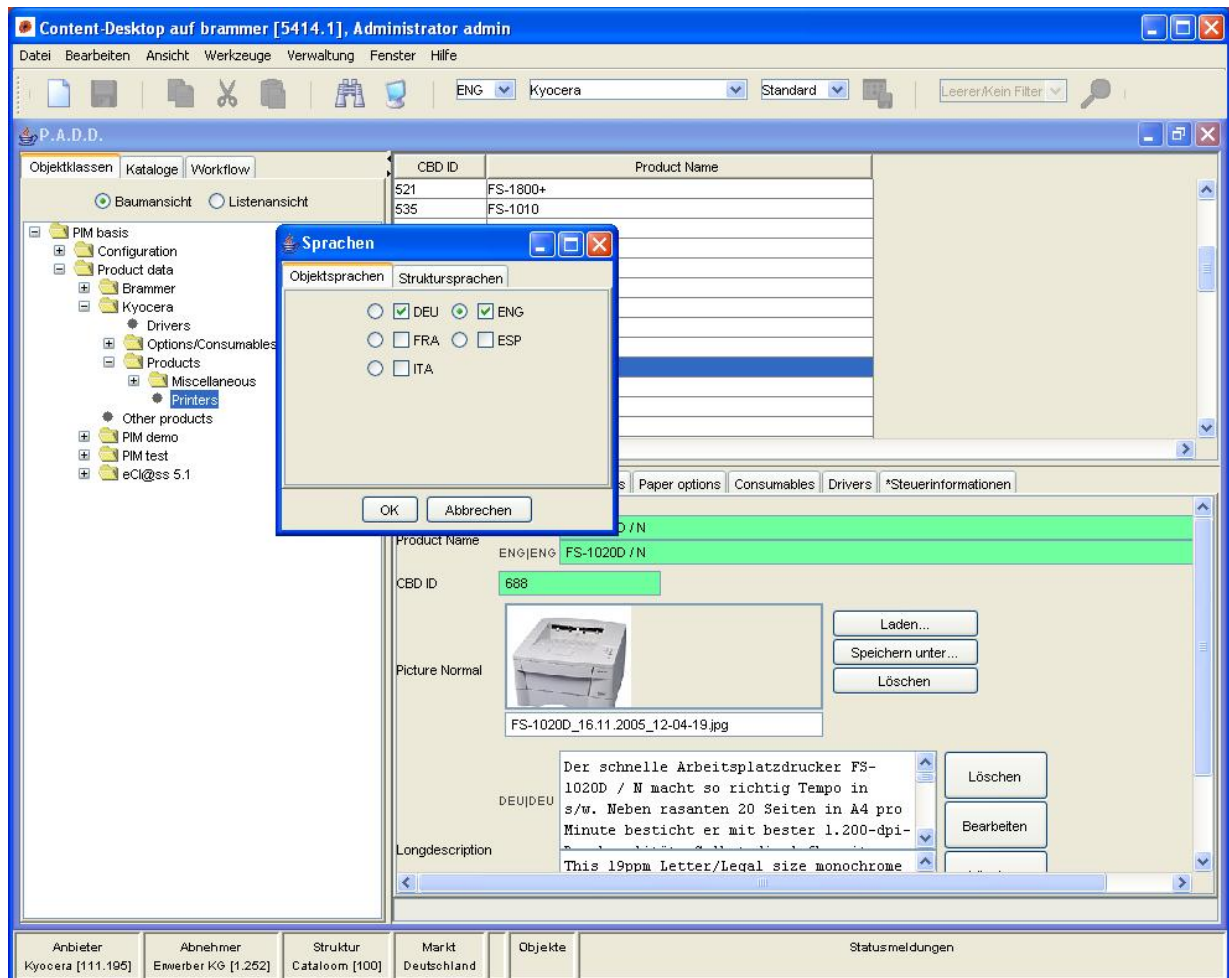 Content-Desktop auf brammer [5414.1], Administrator admin
Datei Bearbeiten Ansicht Werkzeuge Verwaltung Fenster Hilfe
ENG Kyocera Standard Leerer/Kein Filter
P.A.D.D.
Objektklassen Kataloge Workflow
Baumansicht Listenansicht
PIM basis
Configuration
Product data
Brammer
Kyocera
Drivers
Options/Consumables
Products
Miscellaneous
Printers
Other products
PIM demo
PIM test
eCl@ss 5.1
CBD ID Product Name
521 FS-1800+
535 FS-1010
Sprachen
Objektsprachen Struktursprachen
DEU ENG
FRA ESP
ITA
OK Abbrechen
Paper options Consumables Drivers *Steuerinformationen
D / N
Product Name
ENG|ENG FS-1020D / N
CBD ID 688
Picture Normal
Laden...
Speichern unter...
Löschen
FS-1020D_16.11.2005_12-04-19.jpg
Longdescription
DEU|DEU
Der schnelle Arbeitsplatzdrucker FS-
1020D / N macht so richtig Tempo in
s/w. Neben rasanten 20 Seiten in A4 pro
Minute besticht er mit bester 1.200-dpi-
This 19ppm Letter/Legal size monochrome
Löschen
Bearbeiten
Anbieter Abnehmer Struktur Markt Objekte Statusmeldungen
Kyocera [111.195] Erwerber KG [1.252] Cataloom [100] Deutschland